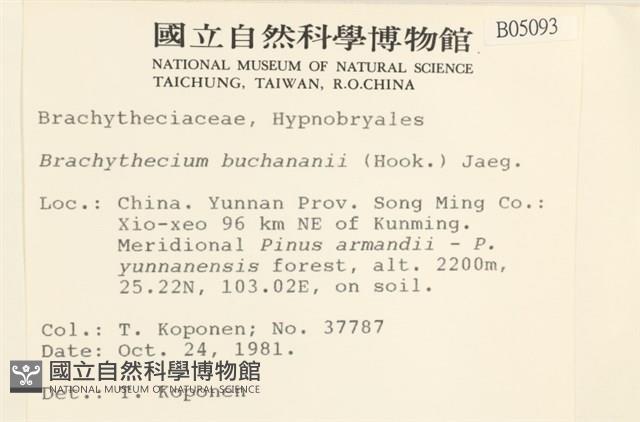 國立自然科學博物館
B05093
NATIONAL MUSEUM OF NATURAL SCIENCE
TAICHUNG, TAIWAN, R.O.CHINA
Brachytheciaceae, Hypnobryales
Brachythecium buchananii (Hook.) Jaeg.
Loc.: China. Yunnan Prov. Song Ming Co.:
Xio-xeo 96 km NE of Kunming.
Meridional Pinus armandii - P.
yunnanensis forest, alt. 2200m,
25.22N, 103.02E, on soil.
Col.: T. Koponen; No. 37787
Date: Oct. 24, 1981.
國立自然科學博物館
NATIONAL MUSEUM OF NATURAL SCIENCE
Det.: T. Koponen